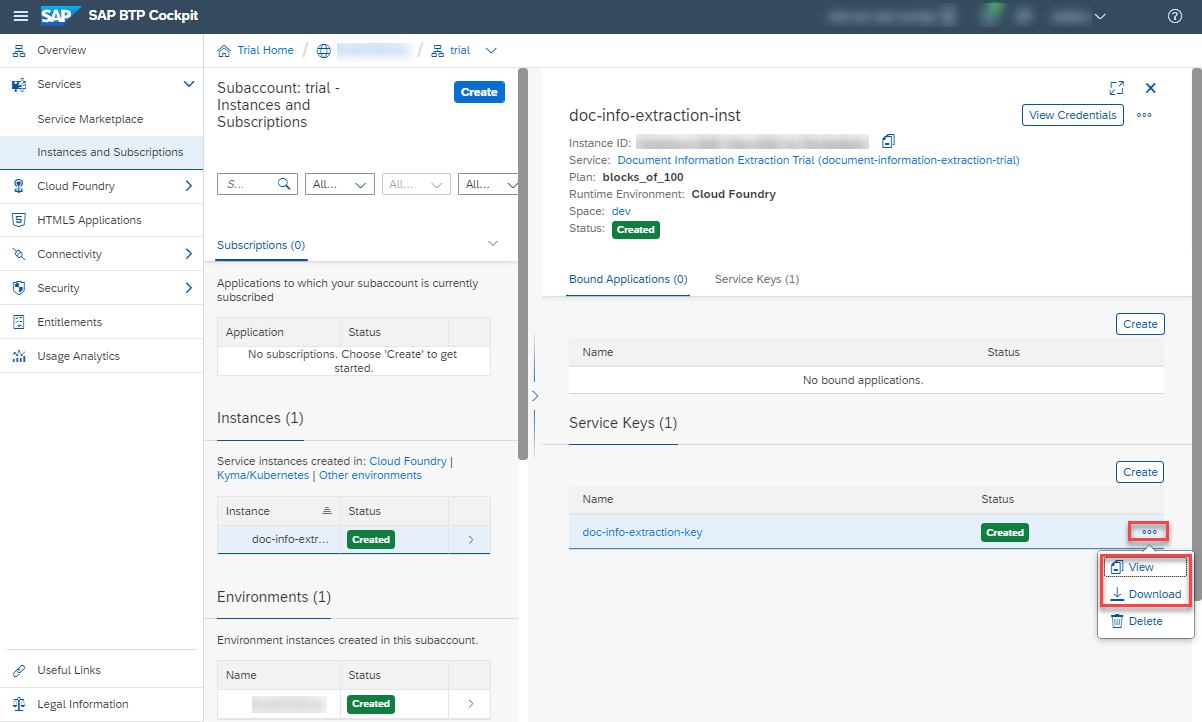 SAP SAP BTP Cockpit
Overview
Services
Service Marketplace
Instances and Subscriptions
Cloud Foundry
HTML5 Applications
Connectivity
Security
Entitlements
Usage Analytics
Useful Links
Legal Information
Trial Home / / trial
Subaccount: trial -
Instances and
Subscriptions
Create
S... All... All... All...
Subscriptions (0)
Applications to which your subaccount is currently
subscribed
Application Status
No subscriptions. Choose 'Create' to get
started.
Instances (1)
Service instances created in: Cloud Foundry |
Kyma/Kubernetes | Other environments
Instance Status
doc-info-extr... Created
Environments (1)
Environment instances created in this subaccount.
Name Status
Created
doc-info-extraction-inst
View Credentials
Instance ID:
Service: Document Information Extraction Trial (document-information-extraction-trial)
Plan: blocks_of_100
Runtime Environment: Cloud Foundry
Space: dev
Status: Created
Bound Applications (0) Service Keys (1)
Create
Name Status
No bound applications.
Service Keys (1)
Create
Name Status
doc-info-extraction-key Created
View
Download
Delete